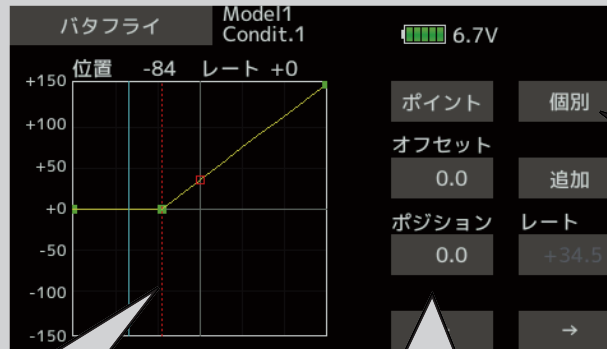 バタフライ
Model1
Condit.1
6.7V
位置 -84 レート +0
+150
+100
+50
+0
-50
-100
-150
ポイント 個別
オフセット
0.0 追加
ポジション レート
0.0 +34.5
→